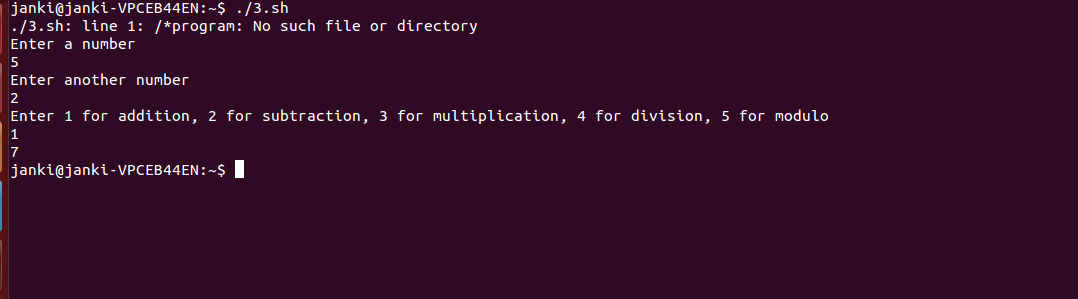 janki@janki-VPCEB44EN:~$ ./3.sh
./3.sh: line 1: /*program: No such file or directory
Enter a number
5
Enter another number
2
Enter 1 for addition, 2 for subtraction, 3 for multiplication, 4 for division, 5 for modulo
1
7
janki@janki-VPCEB44EN:~$